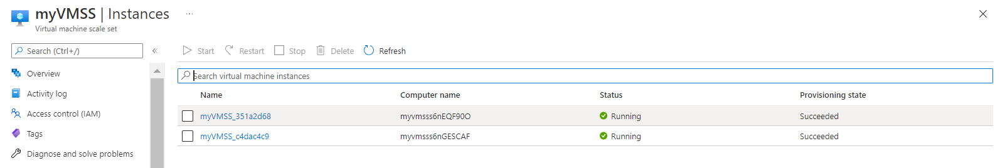 myVMSS | Instances ...
Virtual machine scale set
Search (Ctrl+/) «
Start Restart Stop Delete Refresh
Search virtual machine instances
Overview
Activity log
Access control (IAM)
Tags
Diagnose and solve problems
Name Computer name Status Provisioning state
myVMSS_351a2d68 myvmsss6nEQF90O Running Succeeded
myVMSS_c4dac4c9 myvmsss6nGESCAF Running Succeeded